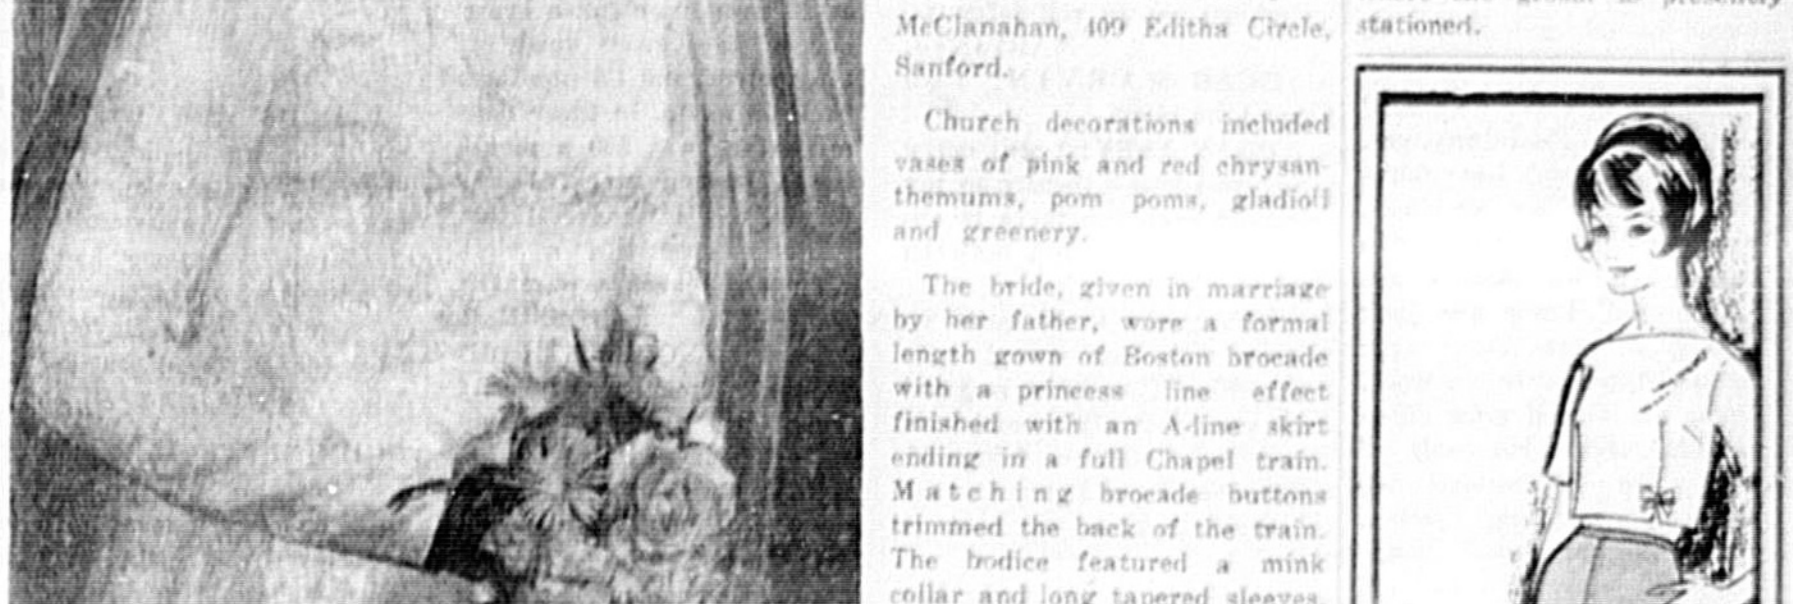 McClanahan, 409 Editha Circle,
Sanford.
Church decorations included
vases of pink and red chrysan-
themums, pom poms, gladioli
and greenery.
The bride, given in marriage
by her father, wore a formal
length gown of Boston brocade
with a princess line effect
finished with an A-line skirt
ending in a full Chapel train.
Matching brocade buttons
trimmed the back of the train.
The bodice featured a mink
collar and long tapered sleeves.
presently
stationed.